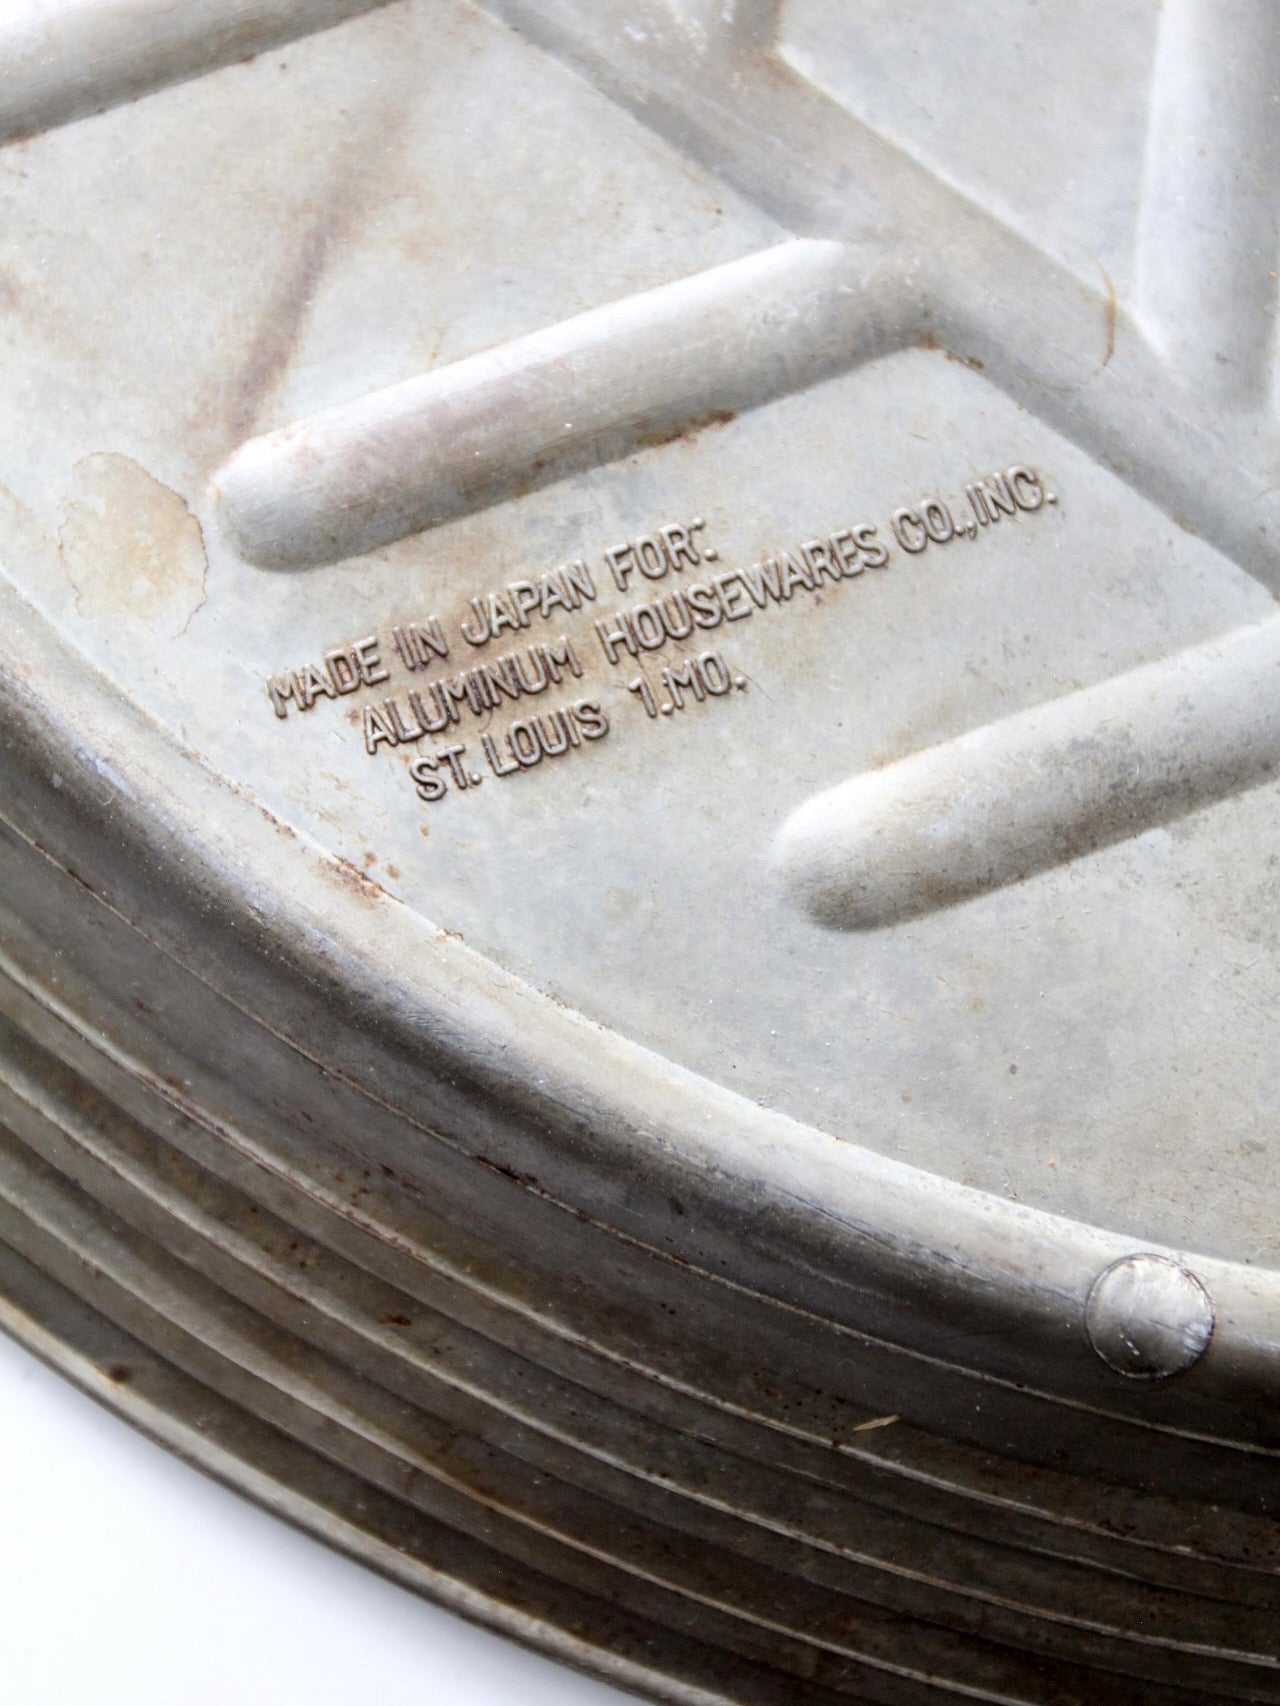 MADE IN JAPAN FOR:
ALUMINUM HOUSEWARES CO.,INC.
ST. LOUIS 1.MO.